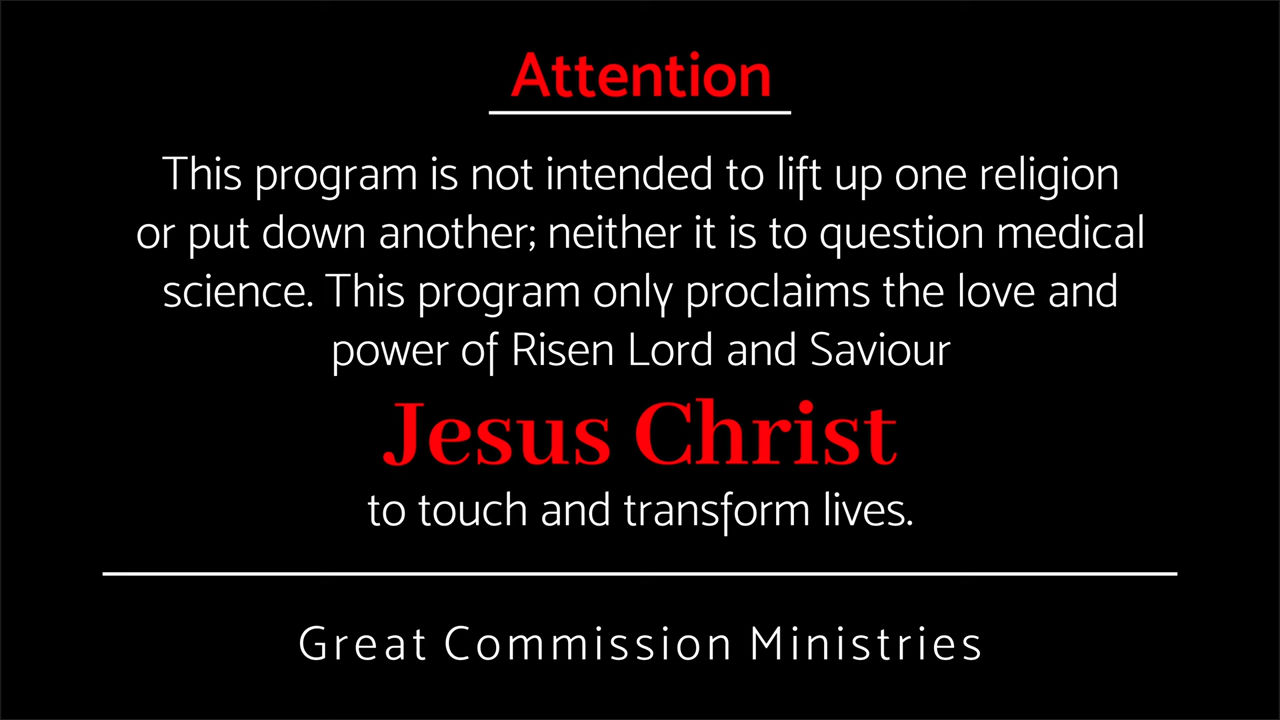 Attention
This program is not intended to lift up one religion
or put down another; neither it is to question medical
science. This program only proclaims the love and
power of Risen Lord and Saviour
Jesus Christ
to touch and transform lives.
Great Commission Ministries